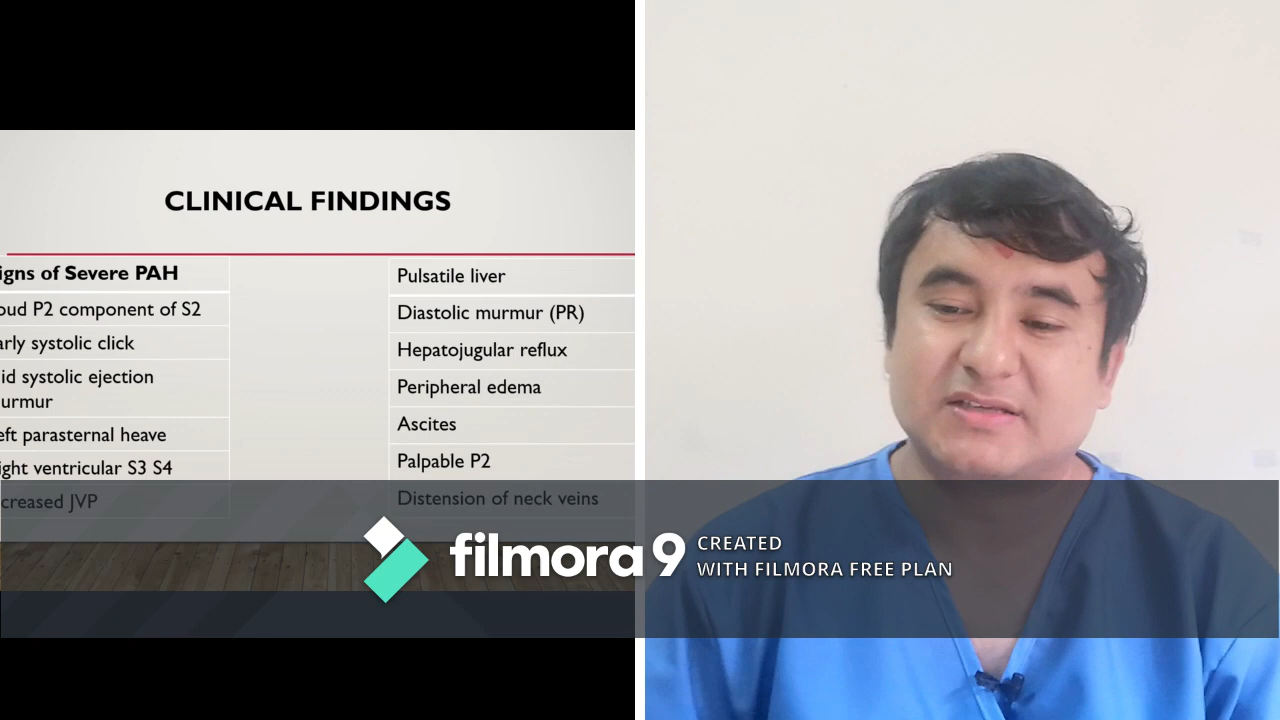 CLINICAL FINDINGS
igns of Severe PAH
oud P2 component of S2
arly systolic click
id systolic ejection
urmur
eft parasternal heave
ight ventricular S3 S4
creased JVP
Pulsatile liver
Diastolic murmur (PR)
Hepatojugular reflux
Peripheral edema
Ascites
Palpable P2
Distension of neck veins
filmora9
CREATED
WITH FILMORA FREE PLAN